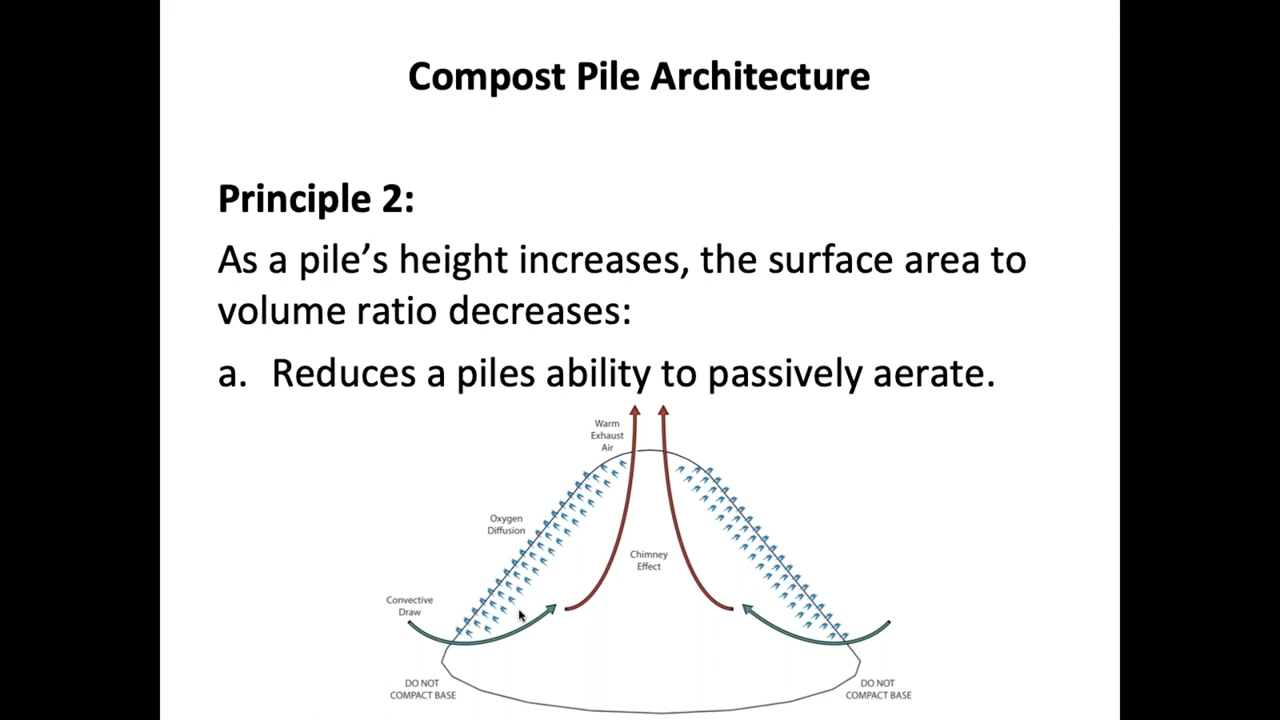 Compost Pile Architecture
Principle 2:
As a pile’s height increases, the surface area to
volume ratio decreases:
a. Reduces a piles ability to passively aerate.
Warm
Exhaust
Air
Oxygen
Diffusion
Chimney
Effect
Convective
Draw
DO NOT
COMPACT BASE
DO NOT
COMPACT BASE